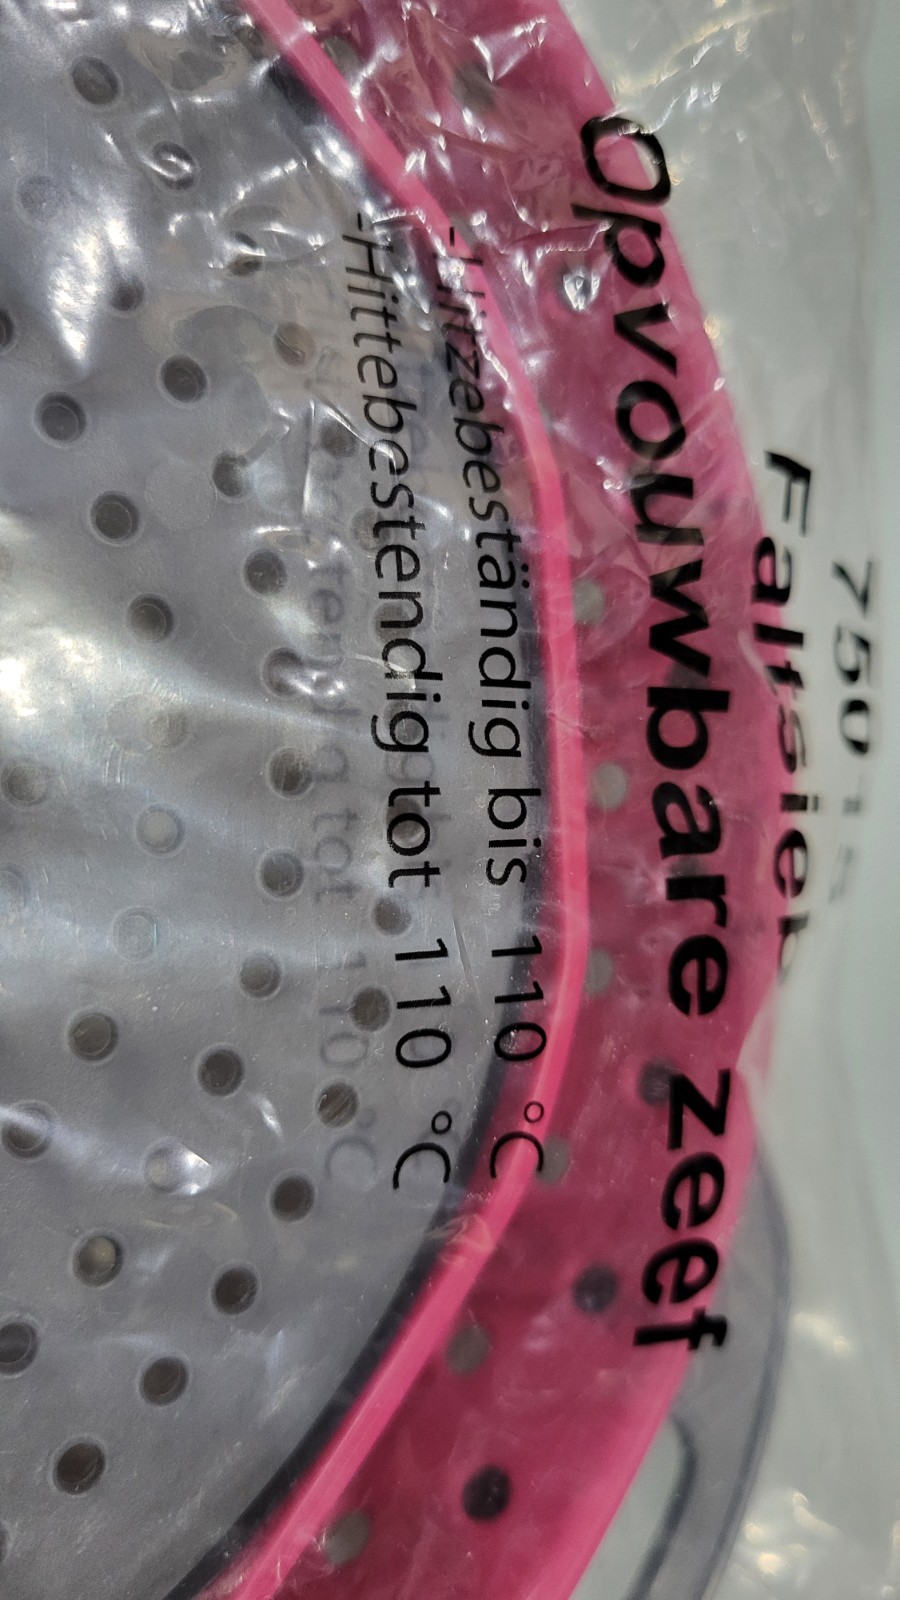 Faltsieb
Opvouwbare zeef
-Hitzebeständig bis 110 °C
-Hittebestendig tot 110 °C